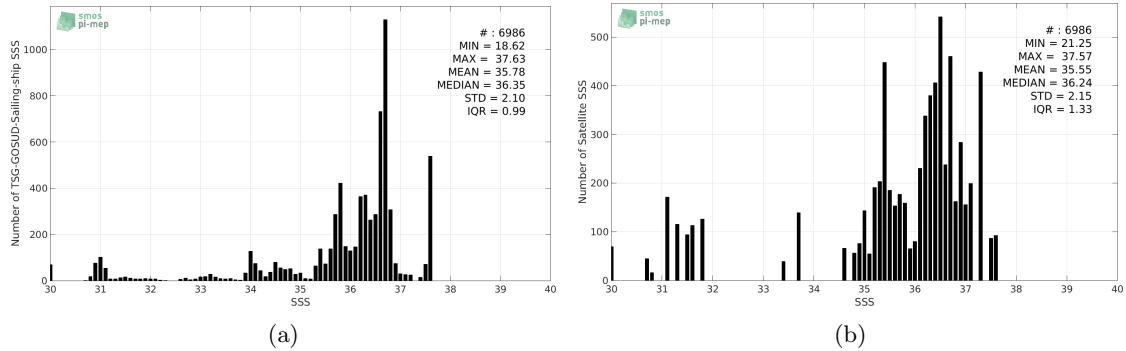 smos
pi-mep
# : 6986
MIN = 18.62
MAX = 37.63
MEAN = 35.78
MEDIAN = 36.35
STD = 2.10
IQR = 0.99
Number of TSG-GOSUD-Sailing-ship SSS
1000
800
600
400
200
0
30 31 32 33 34 35 36 37 38 39 40
SSS
(a)
smos
pi-mep
# : 6986
MIN = 21.25
MAX = 37.57
MEAN = 35.55
MEDIAN = 36.24
STD = 2.15
IQR = 1.33
Number of Satellite SSS
500
400
300
200
100
0
30 31 32 33 34 35 36 37 38 39 40
SSS
(b)